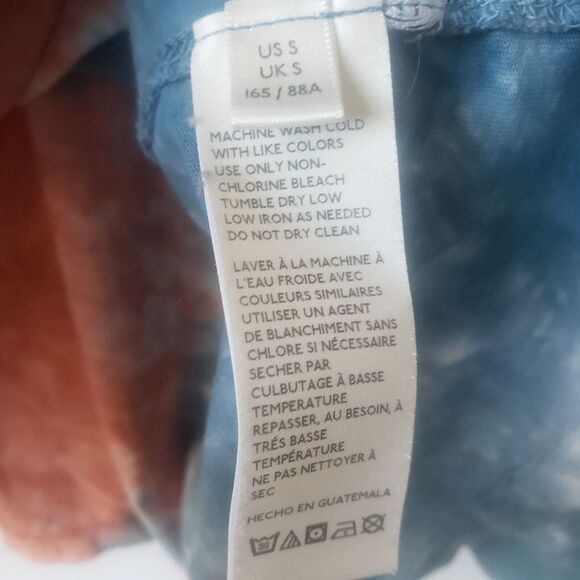 US S
UK S
165 / 88A
MACHINE WASH COLD
WITH LIKE COLORS
USE ONLY NON-
CHLORINE BLEACH
TUMBLE DRY LOW
LOW IRON AS NEEDED
DO NOT DRY CLEAN
LAVER À LA MACHINE À
L'EAU FROIDE AVEC
COULEURS SIMILAIRES
UTILISER UN AGENT
DE BLANCHIMENT SANS
CHLORE SI NÉCESSAIRE
SECHER PAR
CULBUTAGE À BASSE
TEMPERATURE
REPASSER, AU BESOIN, À
TRÉS BASSE
TEMPÉRATURE
NE PAS NETTOYER À
SEC
HECHO EN GUATEMALA
30